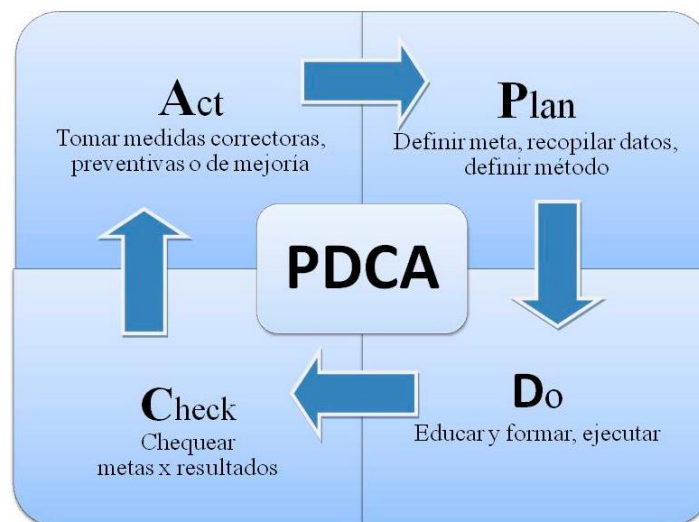 Act
Tomar medidas correctoras,
preventivas o de mejoría
Plan
Definir meta, recopilar datos,
definir método
PDCA
Check
Chequear
metas x resultados
Do
Educar y formar, ejecutar